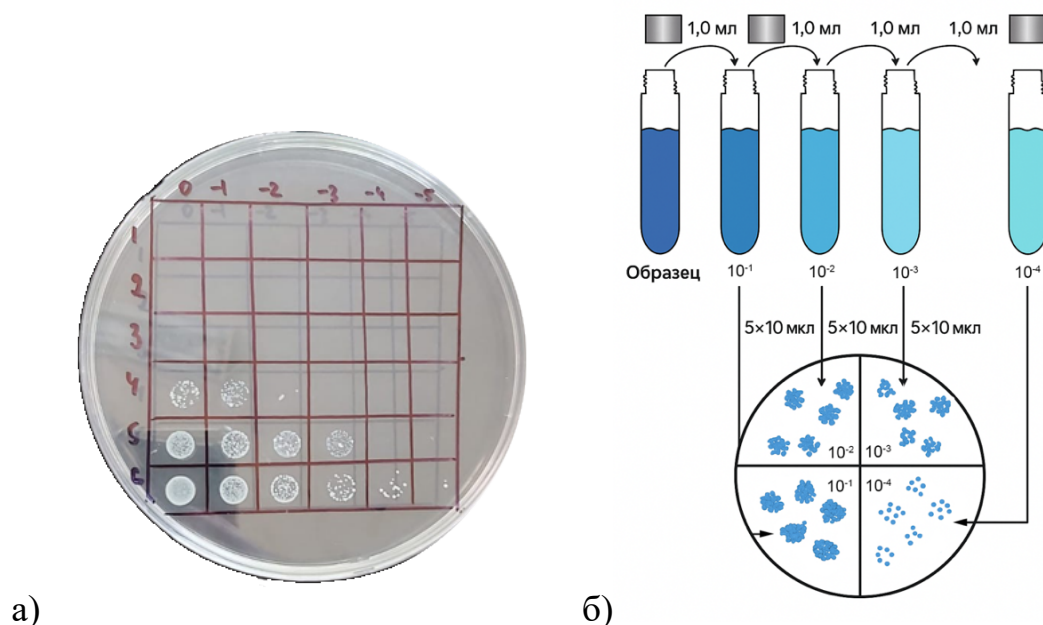 0 -1 -2 -3 -4 -5
1
2
3
4
5
6
а)
1,0 мл 1,0 мл 1,0 мл 1,0 мл
Образец 10⁻¹ 10⁻² 10⁻³ 10⁻⁴
5×10 мкл 5×10 мкл 5×10 мкл
10⁻² 10⁻³
10⁻¹ 10⁻⁴
б)